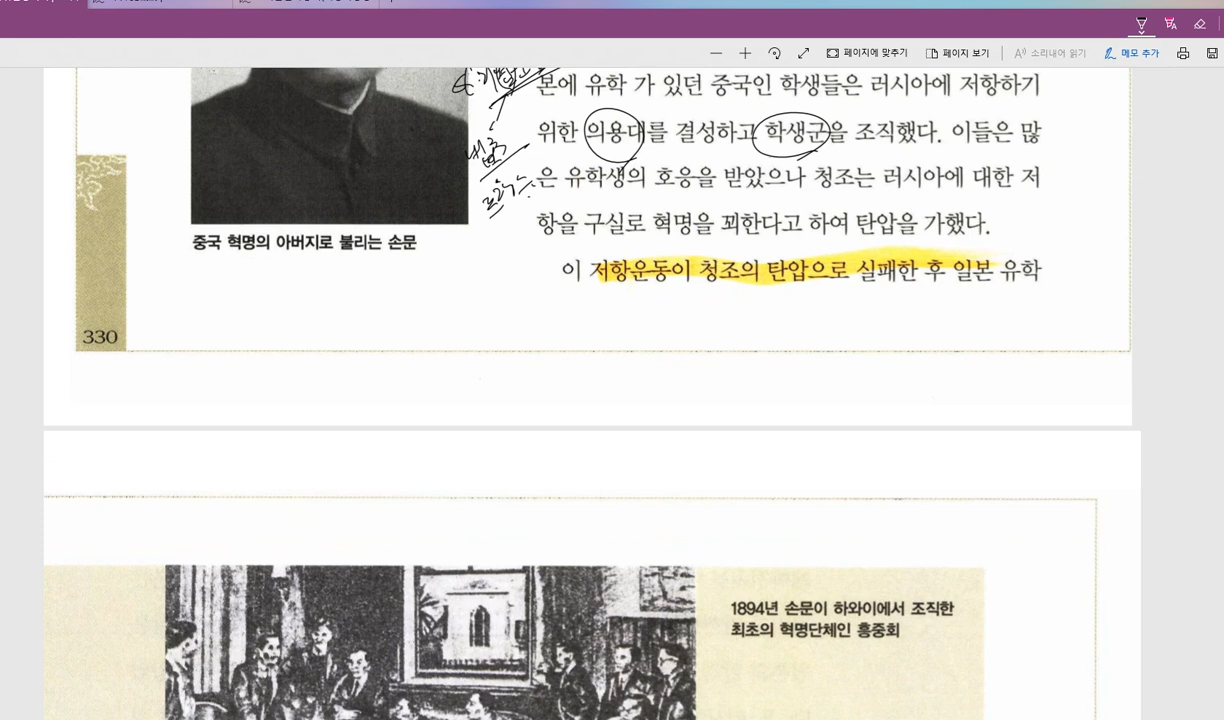 페이지에 맞추기
페이지 보기
소리내어 읽기
메모 추가
본에 유학 가 있던 중국인 학생들은 러시아에 저항하기
위한 의용대를 결성하고 학생군을 조직했다. 이들은 많
은 유학생의 호응을 받았으나 청조는 러시아에 대한 저
항을 구실로 혁명을 꾀한다고 하여 탄압을 가했다.
이 저항운동이 청조의 탄압으로 실패한 후 일본 유학
중국 혁명의 아버지로 불리는 손문
330
1894년 손문이 하와이에서 조직한
최초의 혁명단체인 흥중회